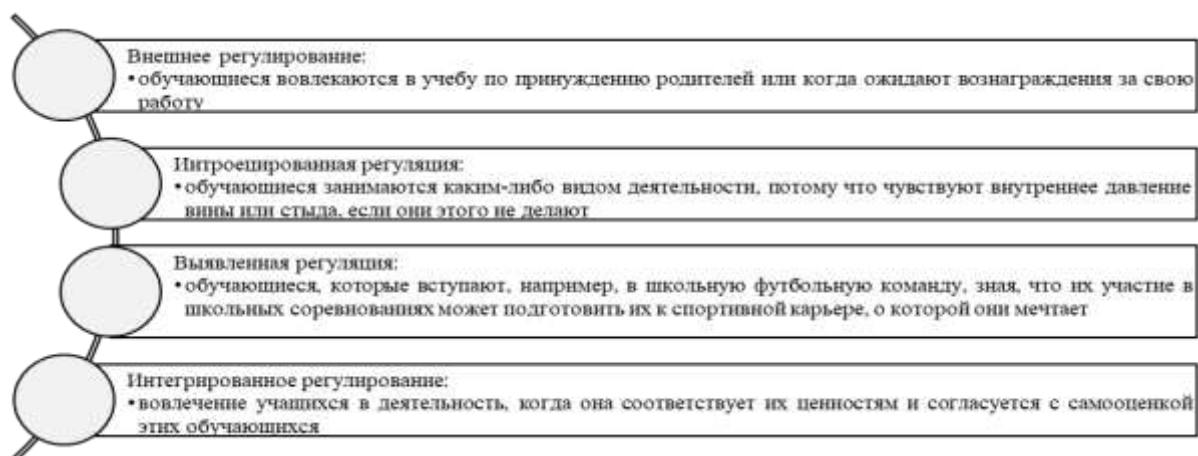 Внешнее регулирование:
•обучающиеся вовлекаются в учебу по принуждению родителей или когда ожидают вознаграждения за свою
работу
Интроецированная регуляция:
•обучающиеся занимаются каким-либо видом деятельности, потому что чувствуют внутреннее давление
вины или стыда, если они этого не делают
Выявленная регуляция:
•обучающиеся, которые вступают, например, в школьную футбольную команду, зная, что их участие в
школьных соревнованиях может подготовить их к спортивной карьере, о которой они мечтает
Интегрированное регулирование:
•вовлечение учащихся в деятельность, когда она соответствует их ценностям и согласуется с самооценкой
этих обучающихся